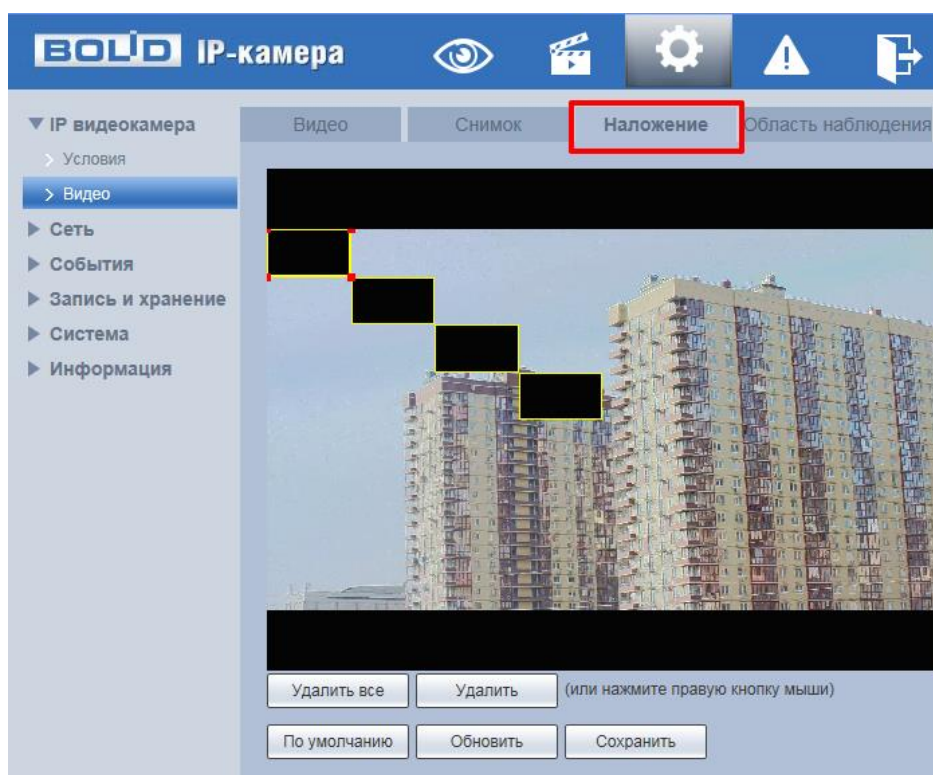 BOLID IP-камера
IP видеокамера
Условия
Видео
Сеть
События
Запись и хранение
Система
Информация
Видео Снимок Наложение Область наблюдения
Удалить все Удалить (или нажмите правую кнопку мыши)
По умолчанию Обновить Сохранить